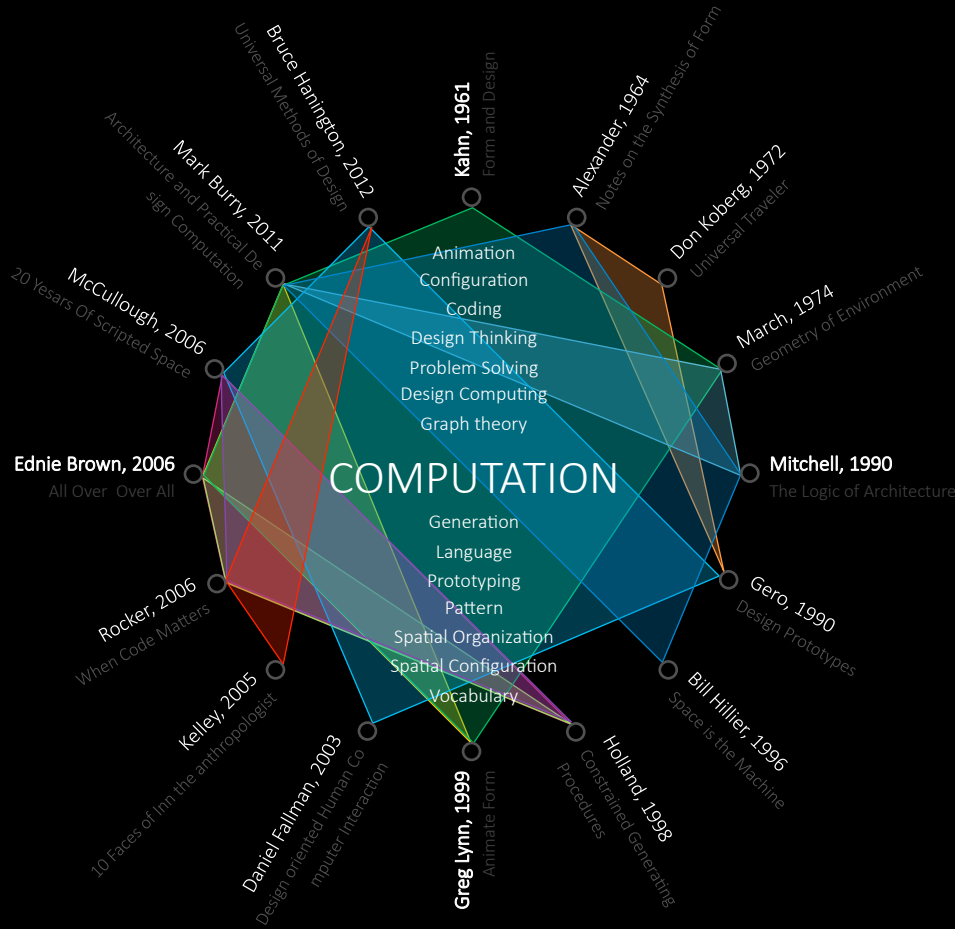 Kahn, 1961
Form and Design
Alexander, 1964
Notes on the Synthesis of Form
Don Koberg, 1972
Universal Traveler
March, 1974
Geometry of Environment
Mitchell, 1990
The Logic of Architecture
Gero, 1990
Design Prototypes
Bill Hillier, 1996
Space is the Machine
Holland, 1998
Constrained Generating
Procedures
Greg Lynn, 1999
Animate Form
Daniel Fallman, 2003
Design oriented Human Co
mputer Interaction
Kelley, 2005
10 Faces of Inn the anthropologist
Rocker, 2006
When Code Matters
Ednie Brown, 2006
All Over Over All
McCullough, 2006
20 Yesars Of Scripted Space
Mark Burry, 2011
Architecture and Practical De
sign Computation
Bruce Hanington, 2012
Universal Methods of Design
Animation
Configuration
Coding
Design Thinking
Problem Solving
Design Computing
Graph theory
COMPUTATION
Generation
Language
Prototyping
Pattern
Spatial Organization
Spatial Configuration
Vocabulary